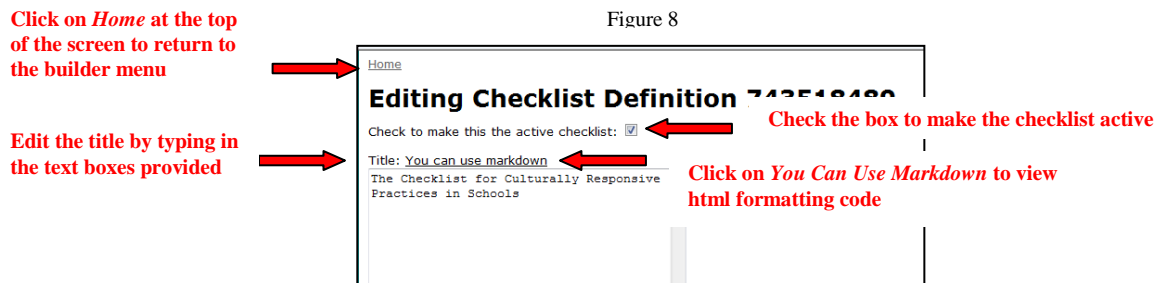 Figure 8
Click on Home at the top
of the screen to return to
the builder menu
Home
Editing Checklist Definition 743518489
Check to make this the active checklist:
Check the box to make the checklist active
Edit the title by typing in
the text boxes provided
Title: You can use markdown
Click on You Can Use Markdown to view
html formatting code
The Checklist for Culturally Responsive
Practices in Schools